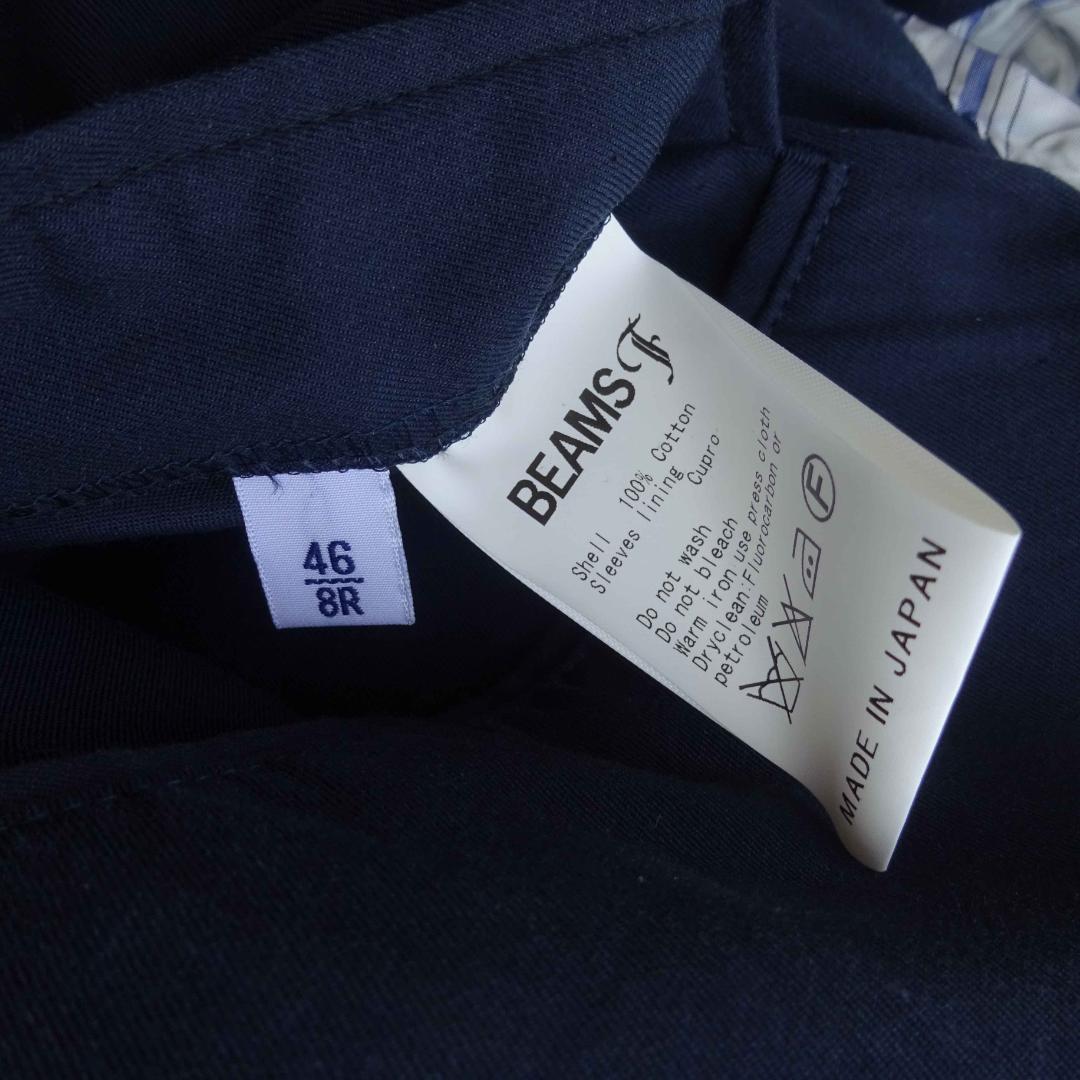 BEAMS F
Shell 100% Cotton
Sleeves lining Cupro
Do not wash
Do not bleach
Warm iron,use press cloth
Dryclean:Fluorocarbon or
petroleum
F
MADE IN JAPAN
46
8R